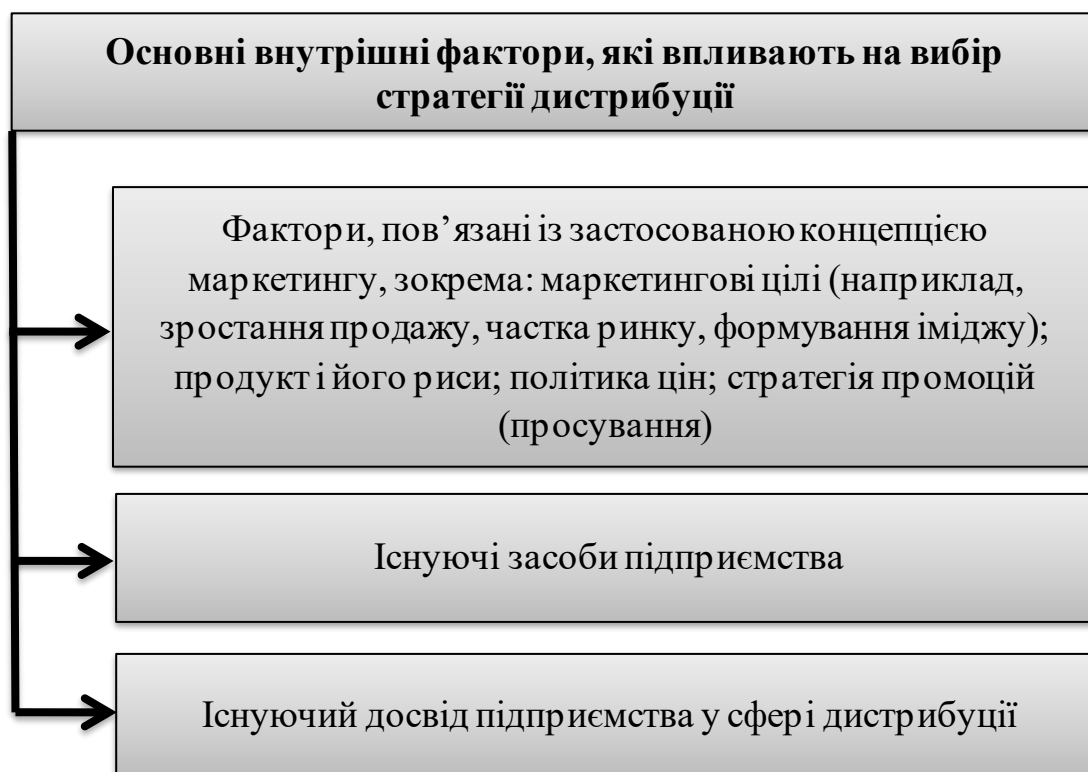 Основні внутрішні фактори, які впливають на вибір
стратегії дистрибуції
Фактори, пов’язані із застосованою концепцією
маркетингу, зокрема: маркетингові цілі (наприклад,
зростання продажу, частка ринку, формування іміджу);
продукт і його риси; політика цін; стратегія промоцій
(просування)
Існуючі засоби підприємства
Існуючий досвід підприємства у сфері дистрибуції